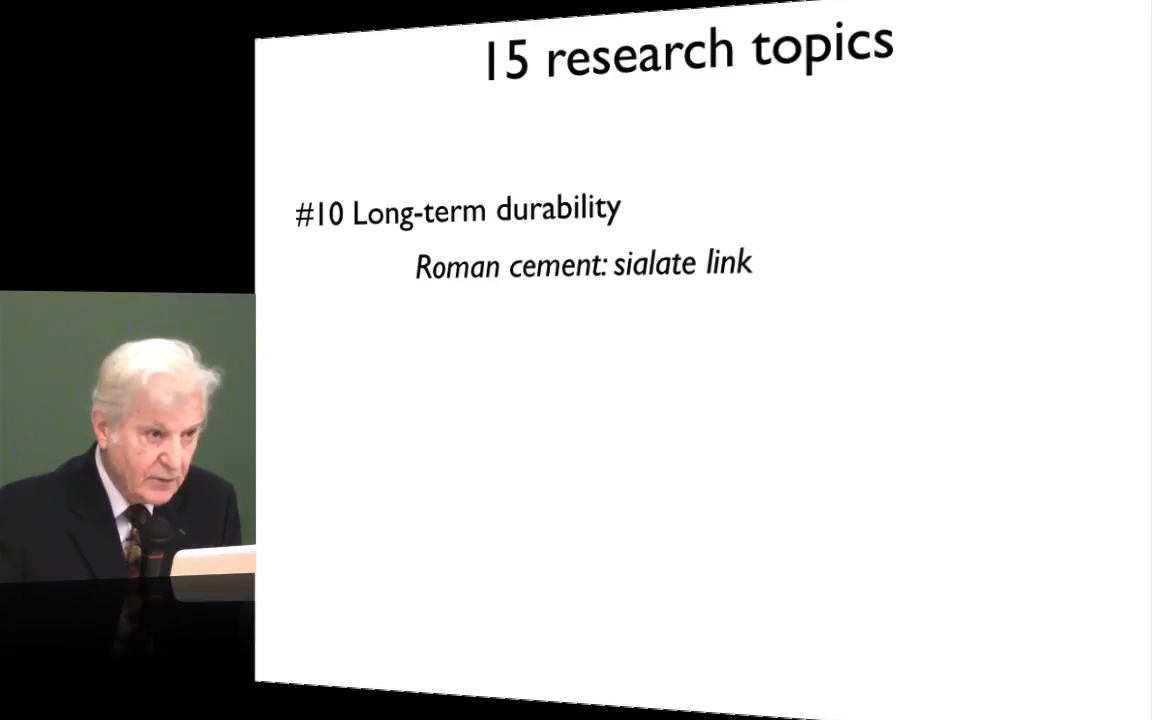 15 research topics
#10 Long-term durability
Roman cement: sialate link